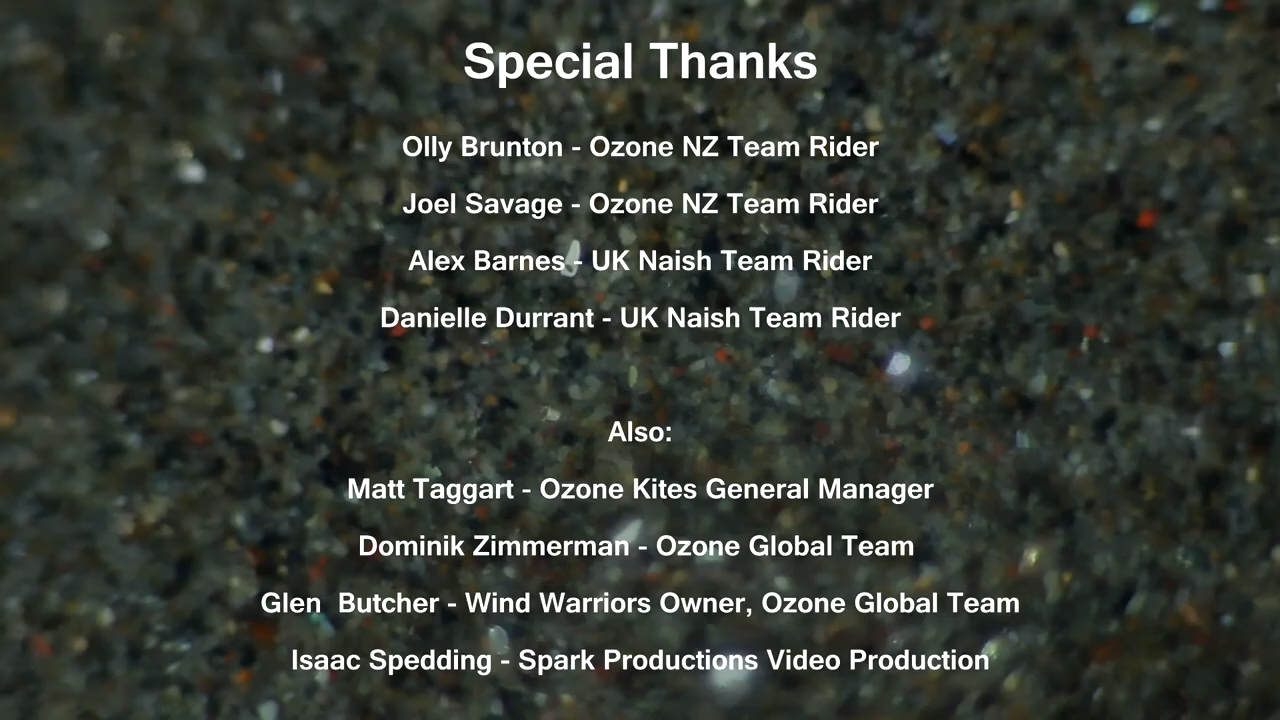 Special Thanks
Olly Brunton - Ozone NZ Team Rider
Joel Savage - Ozone NZ Team Rider
Alex Barnes - UK Naish Team Rider
Danielle Durrant - UK Naish Team Rider
Also:
Matt Taggart - Ozone Kites General Manager
Dominik Zimmerman - Ozone Global Team
Glen  Butcher - Wind Warriors Owner, Ozone Global Team
Isaac Spedding - Spark Productions Video Production